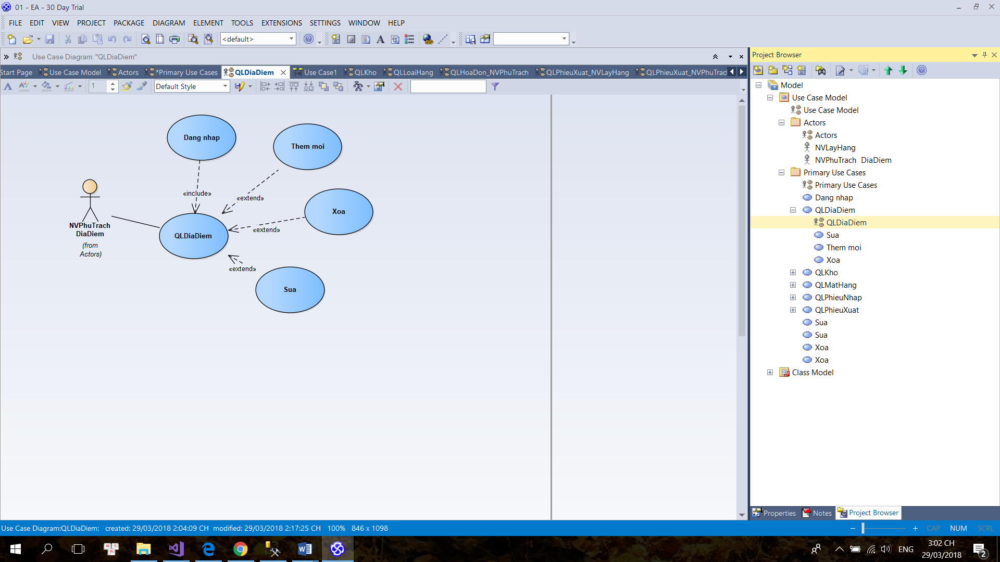 01 - EA - 30 Day Trial
FILE EDIT VIEW PROJECT PACKAGE DIAGRAM ELEMENT TOOLS EXTENSIONS SETTINGS WINDOW HELP
<default>
Use Case Diagram: "QLDiaDiem"
Start Page Use Case Model Actors *Primary Use Cases QLDiaDiem Use Case1 QLKho QLLoaiHang QLHoaDon_NVPhuTrach QLPhieuXuat_NVLayHang QLPhieuXuat_NVPhuTrac
1 Default Style
Dang nhap
Them moi
«include»
«extend»
Xoa
NVPhuTrach
DiaDiem
(from
Actors)
«extend»
QLDiaDiem
«extend»
Sua
Project Browser
Model
Use Case Model
Use Case Model
Actors
Actors
NVLayHang
NVPhuTrach DiaDiem
Primary Use Cases
Primary Use Cases
Dang nhap
QLDiaDiem
QLDiaDiem
Sua
Them moi
Xoa
QLKho
QLMatHang
QLPhieuNhap
QLPhieuXuat
Sua
Sua
Xoa
Xoa
Class Model
Properties Notes Project Browser
Use Case Diagram:QLDiaDiem: created: 29/03/2018 2:04:09 CH modified: 29/03/2018 2:17:25 CH 100% 846 x 1098
CAP NUM SCRL
ENG
3:02 CH
29/03/2018
2